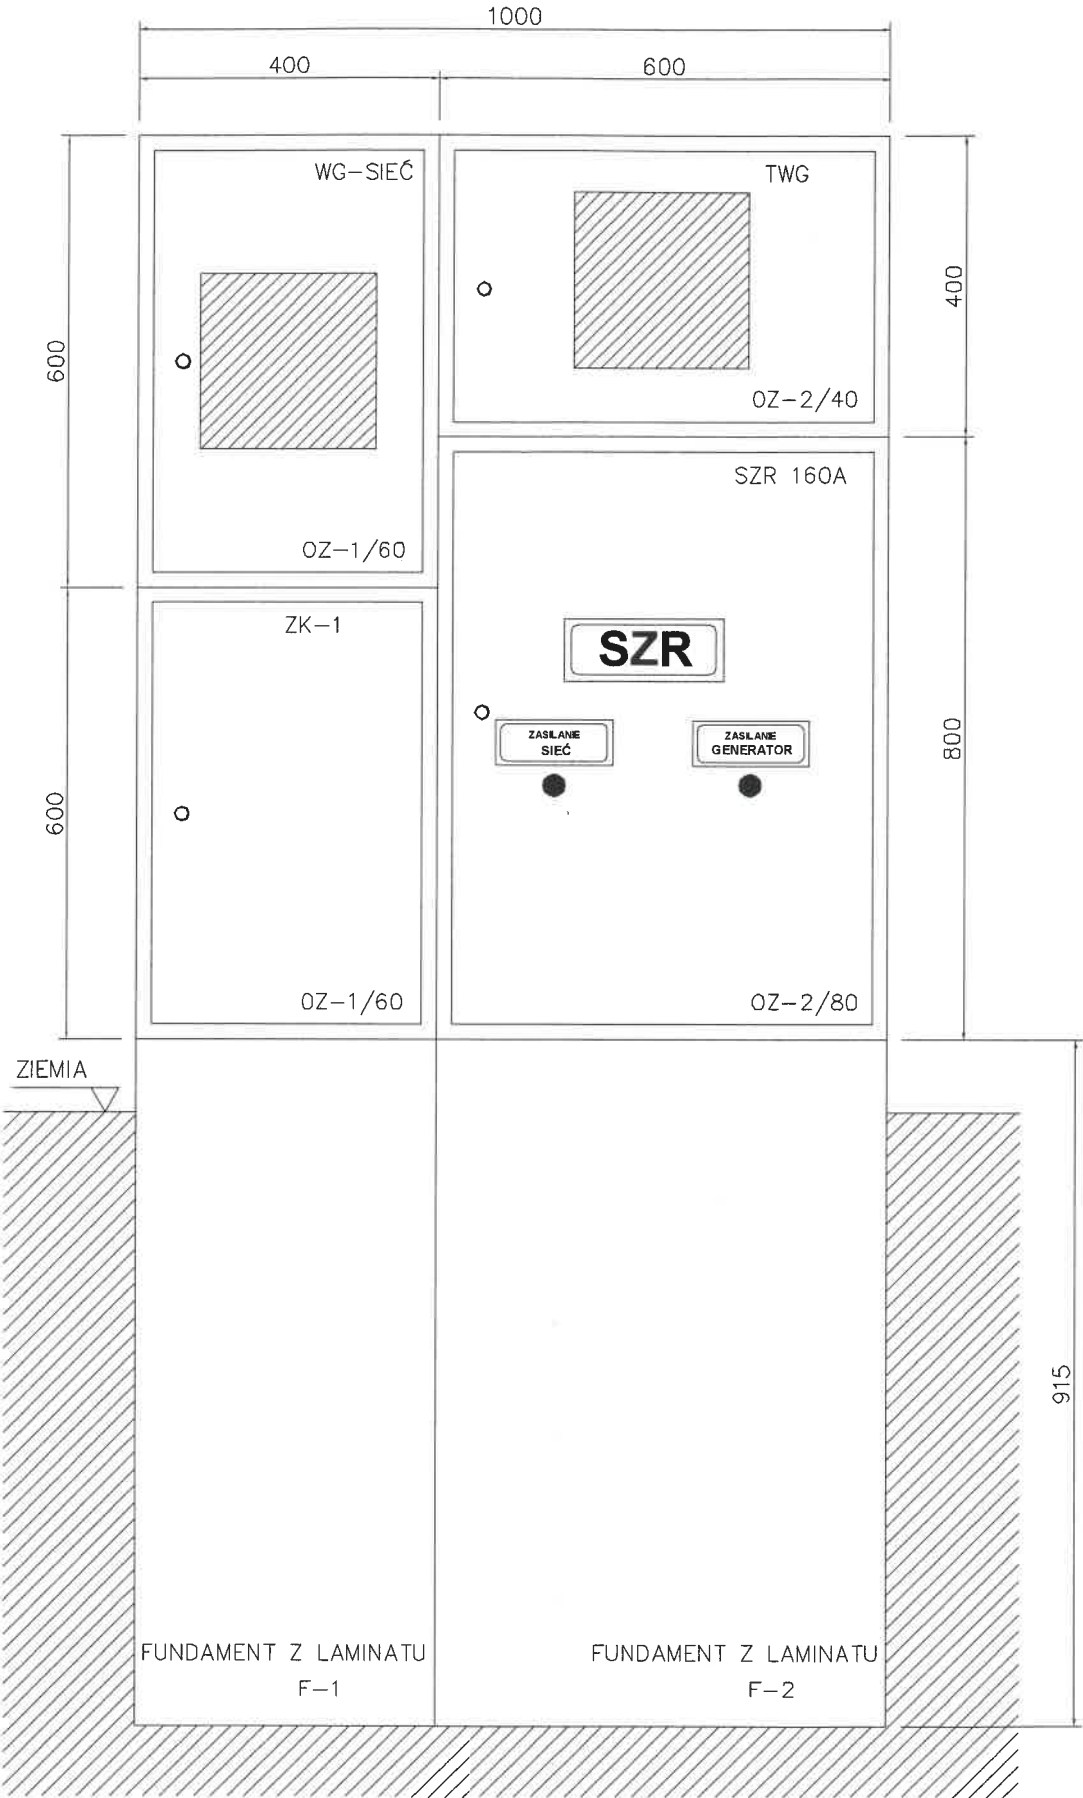 1000
400
600
WG-SIEĆ
TWG
400
600
OZ-2/40
SZR 160A
OZ-1/60
ZK-1
SZR
ZASILANIE
SIEĆ
ZASILANIE
GENERATOR
800
600
OZ-1/60
OZ-2/80
ZIEMIA
915
FUNDAMENT Z LAMINATU
F-1
FUNDAMENT Z LAMINATU
F-2